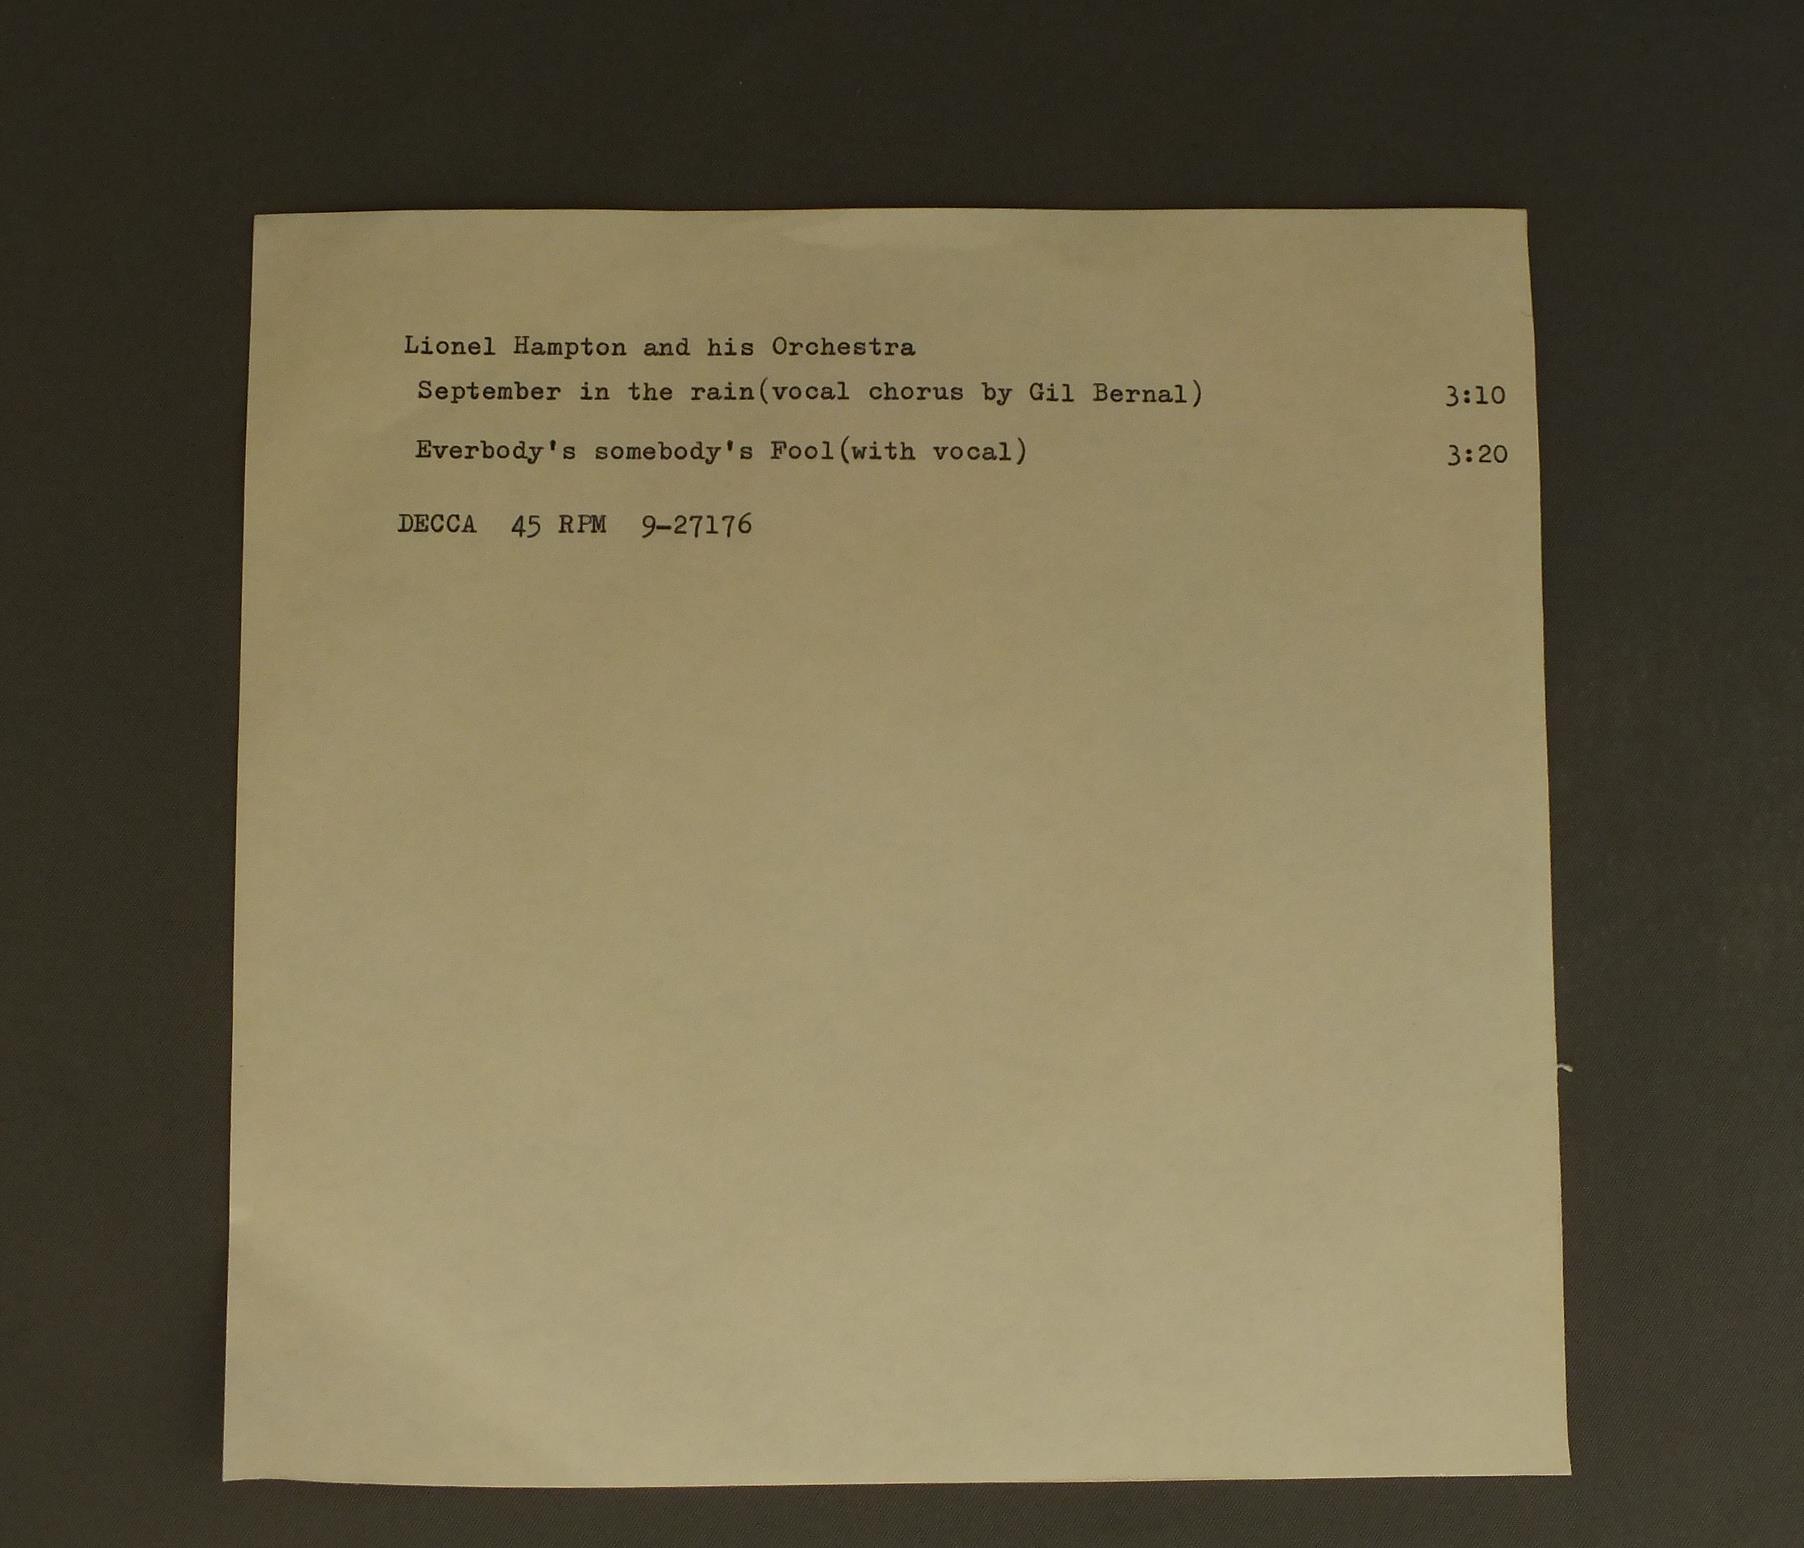 Lionel Hampton and his Orchestra
September in the rain(vocal chorus by Gil Bernal) 3:10
Everbody's somebody's Fool(with vocal) 3:20
DECCA 45 RPM 9-27176